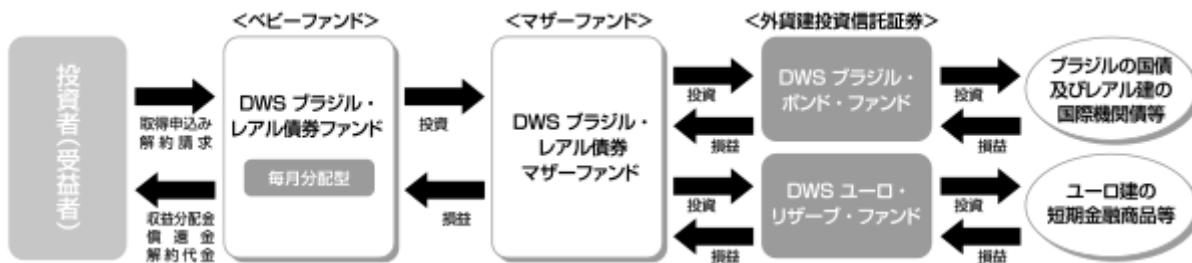 <ベビーファンド>
<マザーファンド>
<外貨建投資信託証券>
投資者(受益者)
取得申込み
解約請求
収益分配金
償還金
解約代金
DWS ブラジル・
レアル債券ファンド
毎月分配型
投資
損益
DWS ブラジル・
レアル債券
マザーファンド
投資
損益
投資
損益
DWS ブラジル・
ボンド・ファンド
DWS ユーロ・
リザーブ・ファンド
投資
損益
投資
損益
ブラジルの国債
及びレアル建の
国際機関債等
ユーロ建の
短期金融商品等